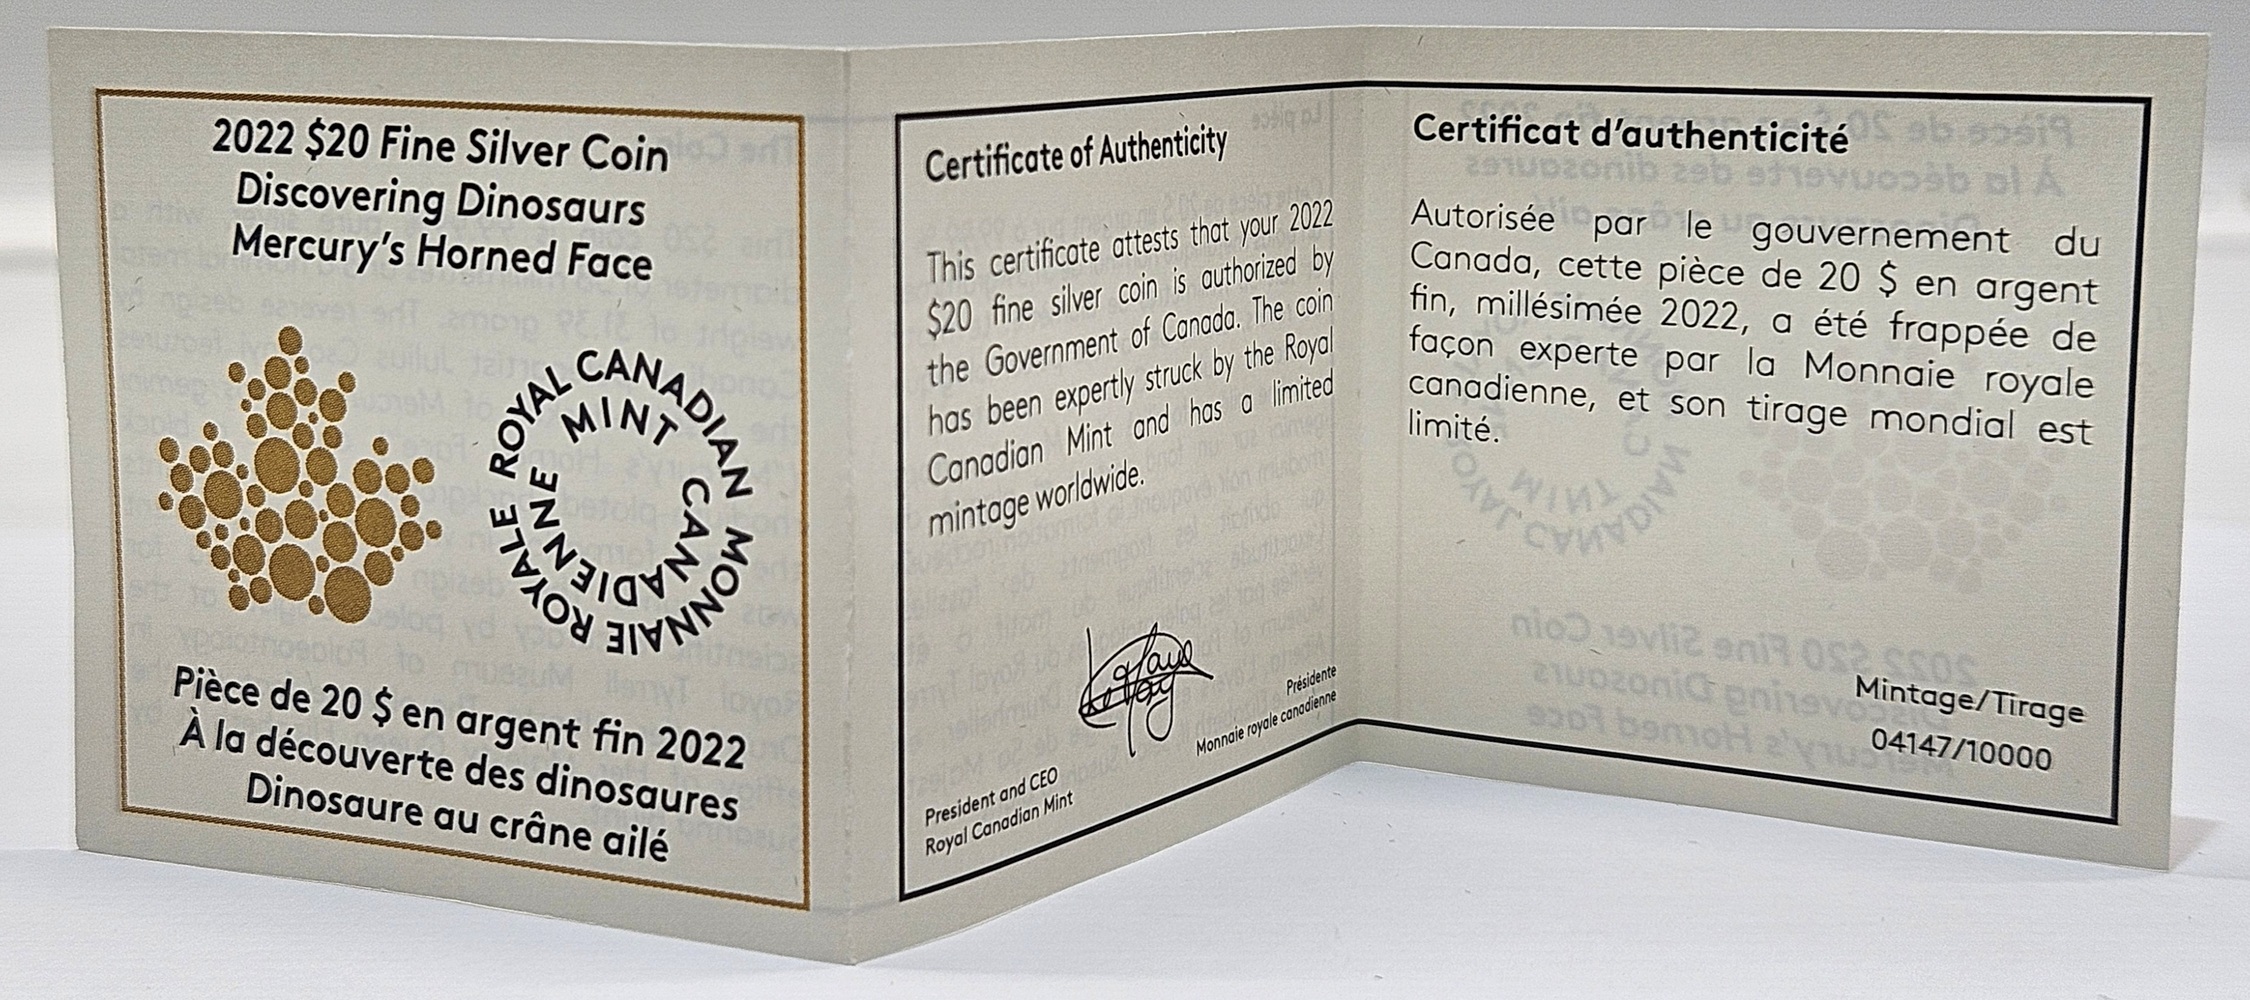 2022 $20 Fine Silver Coin
Discovering Dinosaurs
Mercury's Horned Face
ROYAL CANADIAN MINT
MONNAIE ROYALE CANADIENNE
Pièce de 20 $ en argent fin 2022
À la découverte des dinosaures
Dinosaure au crâne ailé
Certificate of Authenticity
This certificate attests that your 2022
$20 fine silver coin is authorized by
the Government of Canada. The coin
has been expertly struck by the Royal
Canadian Mint and has a limited
mintage worldwide.
Présidente
Monnaie royale canadienne
President and CEO
Royal Canadian Mint
Certificat d'authenticité
Autorisée par le gouvernement du
Canada, cette pièce de 20 $ en argent
fin, millésimée 2022, a été frappée de
façon experte par la Monnaie royale
canadienne, et son tirage mondial est
limité.
Mintage/Tirage
04147/10000